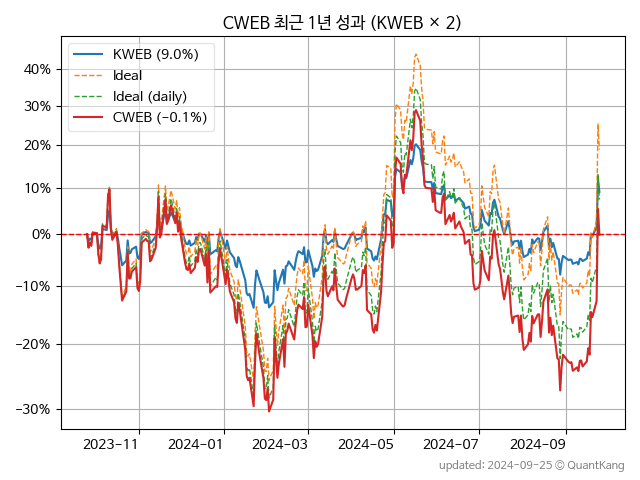 CWEB 최근 1년 성과 (KWEB × 2)
KWEB (9.0%)
Ideal
Ideal (daily)
CWEB (−0.1%)
40%
30%
20%
10%
0%
−10%
−20%
−30%
2023−11
2024−01
2024−03
2024−05
2024−07
2024−09
updated: 2024−09−25 © QuantKang